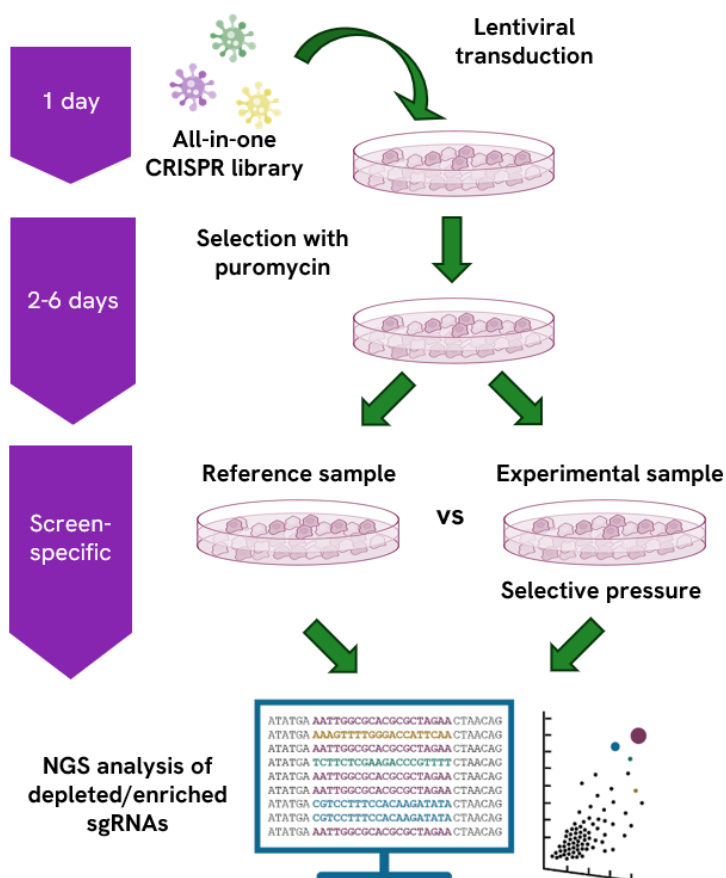 Lentiviral
transduction
1 day
All-in-one
CRISPR library
Selection with
puromycin
2-6 days
Reference sample
Experimental sample
vs
Screen-
specific
Selective pressure
NGS analysis of
depleted/enriched
sgRNAs
ATATGA AATTGGCGCACGCGCTAGAA CTAACAG
ATATGA AAAGTTTTGGGACCATTCAA CTAACAG
ATATGA AATTGGCGCACGCGCTAGAA CTAACAG
ATATGA TCTTCTCGAAGACCCGTTTT CTAACAG
ATATGA AATTGGCGCACGCGCTAGAA CTAACAG
ATATGA AATTGGCGCACGCGCTAGAA CTAACAG
ATATGA CGTCCTTTCCACAAGATATA CTAACAG
ATATGA CGTCCTTTCCACAAGATATA CTAACAG
ATATGA AATTGGCGCACGCGCTAGAA CTAACAG